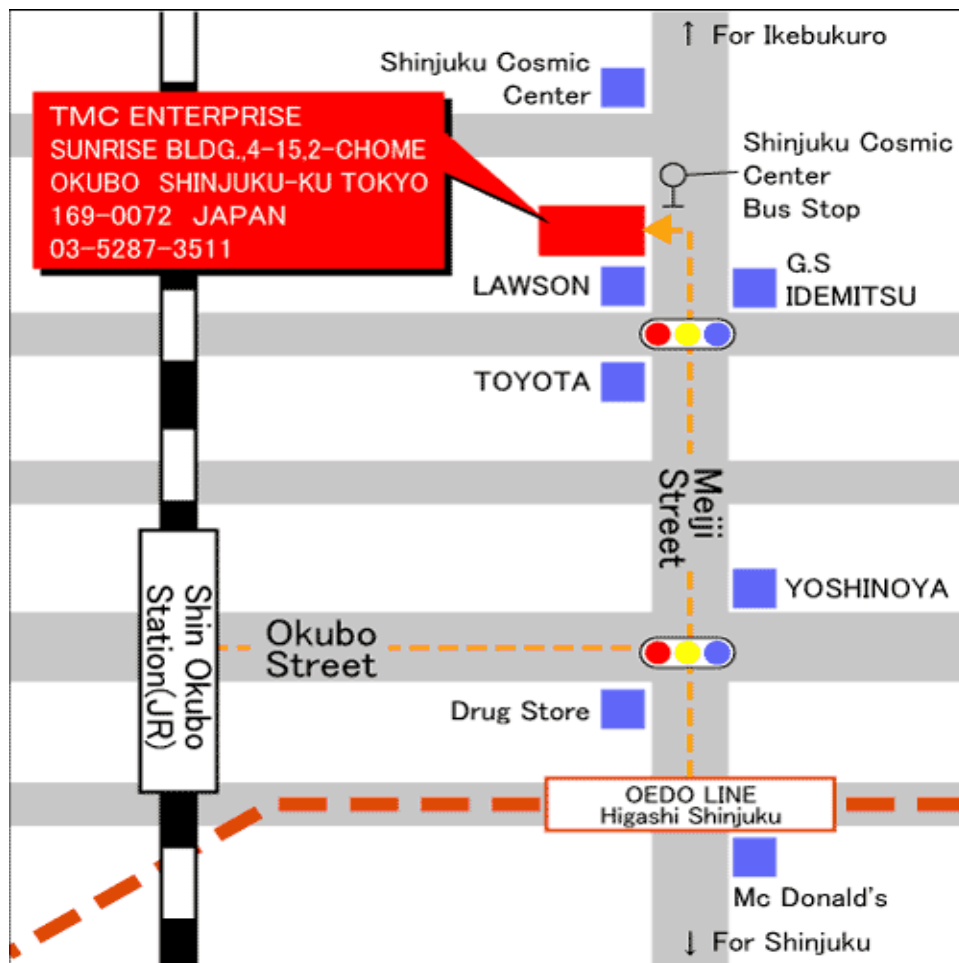 ↑ For Ikebukuro
Shinjuku Cosmic
Center
TMC ENTERPRISE
SUNRISE BLDG.,4-15,2-CHOME
OKUBO SHINJUKU-KU TOKYO
169-0072 JAPAN
03-5287-3511
Shinjuku Cosmic
Center
Bus Stop
LAWSON
G.S
IDEMITSU
TOYOTA
Meiji
Street
YOSHINOYA
Shin Okubo
Station(JR)
Okubo
Street
Drug Store
OEDO LINE
Higashi Shinjuku
Mc Donald's
↓ For Shinjuku